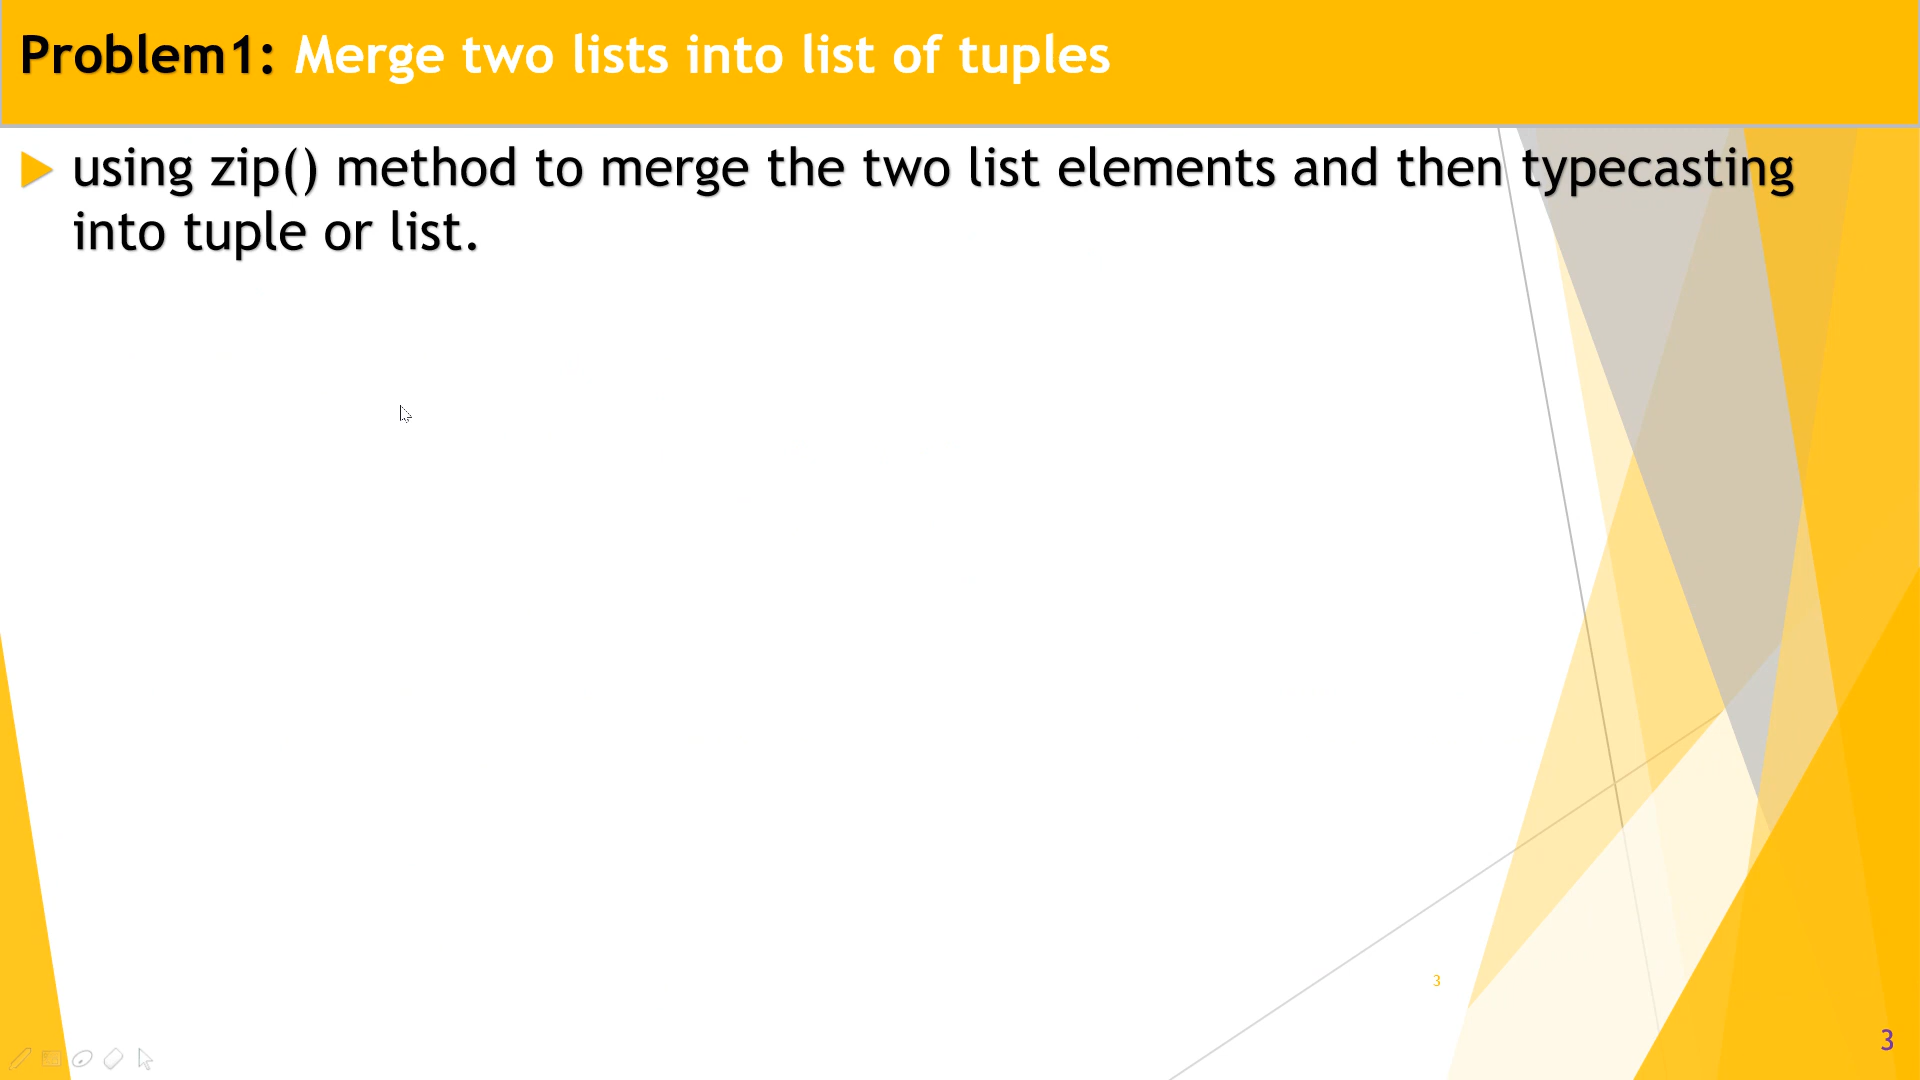 Problem1: Merge two lists into list of tuples
using zip() method to merge the two list elements and then typecasting
into tuple or list.
3
3